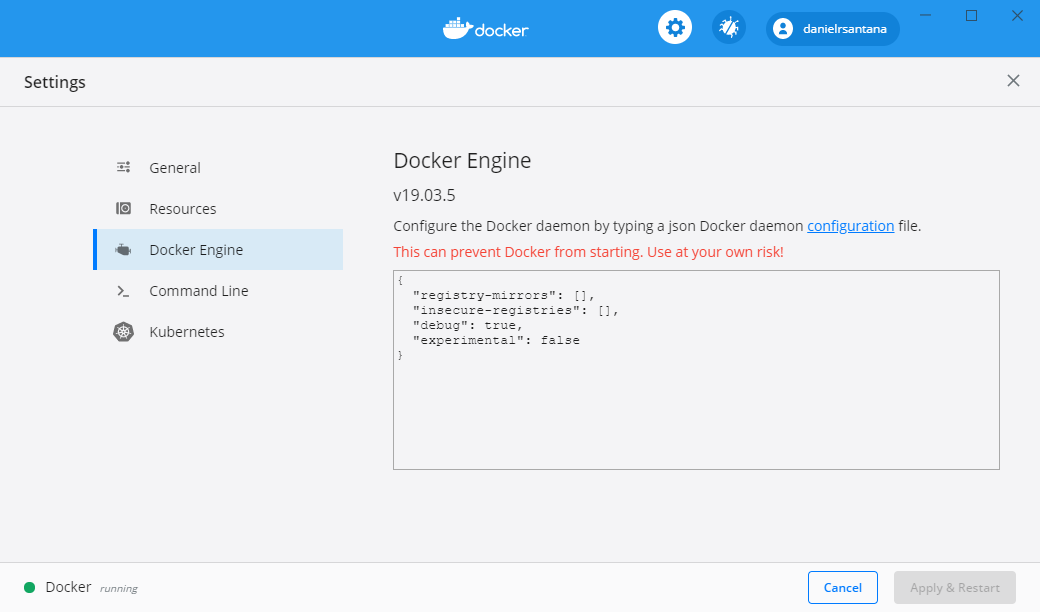 docker
danielrsantana
Settings
General
Resources
Docker Engine
Command Line
Kubernetes
Docker Engine
v19.03.5
Configure the Docker daemon by typing a json Docker daemon configuration file.
This can prevent Docker from starting. Use at your own risk!
{
  "registry-mirrors": [],
  "insecure-registries": [],
  "debug": true,
  "experimental": false
}
Docker running
Cancel
Apply & Restart